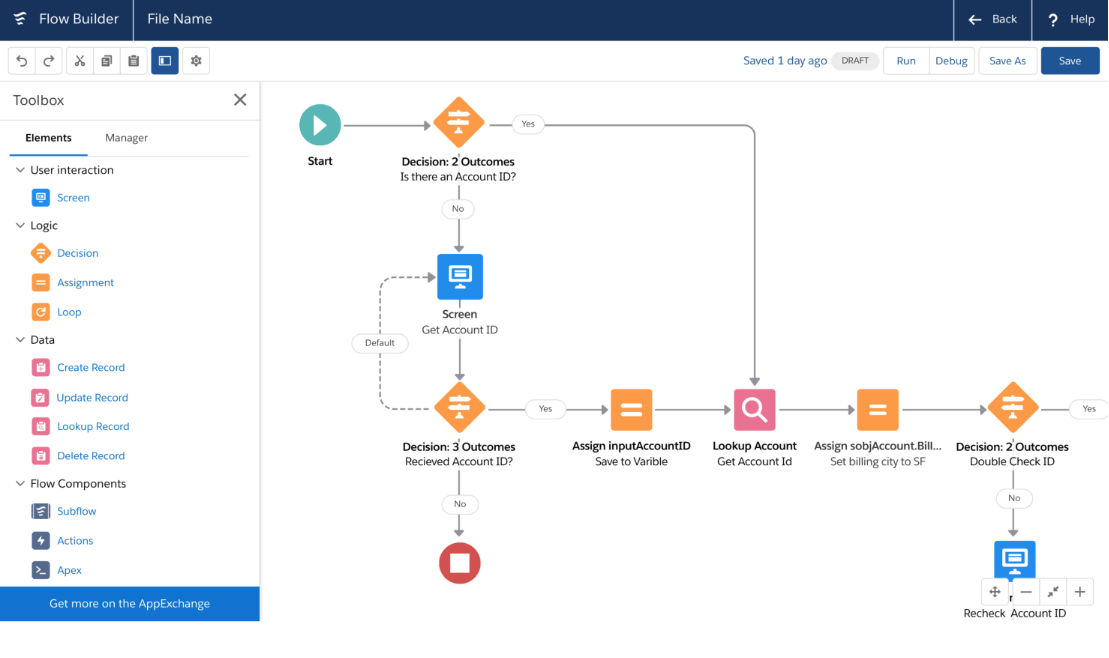 Flow Builder
File Name
Back
? Help
Saved 1 day ago
DRAFT
Run
Debug
Save As
Save
Toolbox
Elements
Manager
User interaction
Screen
Logic
Decision
Assignment
Loop
Data
Create Record
Update Record
Lookup Record
Delete Record
Flow Components
Subflow
Actions
Apex
Get more on the AppExchange
Start
Decision: 2 Outcomes
Is there an Account ID?
Yes
No
Screen
Get Account ID
Default
Decision: 3 Outcomes
Recieved Account ID?
Yes
Assign inputAccountID
Save to Varible
Lookup Account
Get Account Id
Assign sobjAccount.Bill...
Set billing city to SF
Decision: 2 Outcomes
Double Check ID
Yes
No
No
Recheck Account ID